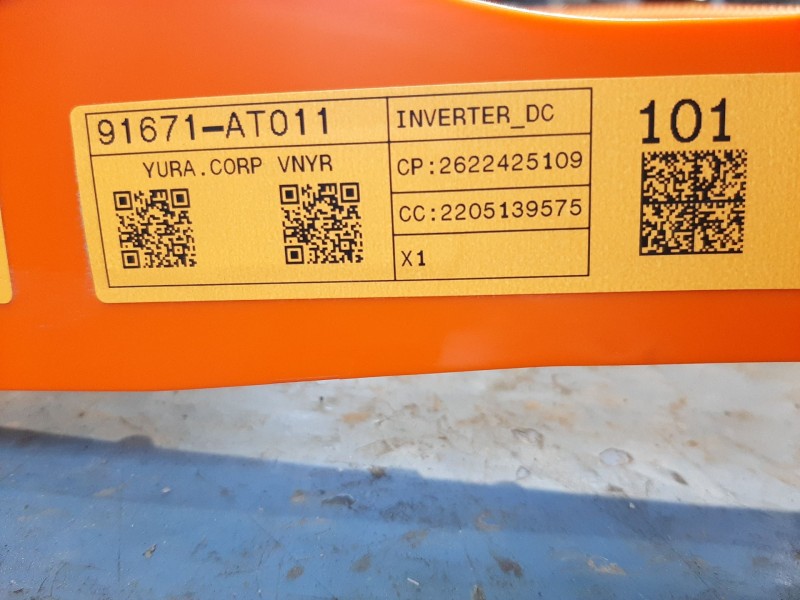 91671-AT011
YURA.CORP VNYR
INVERTER_DC
CP:2622425109
CC:2205139575
X1
101